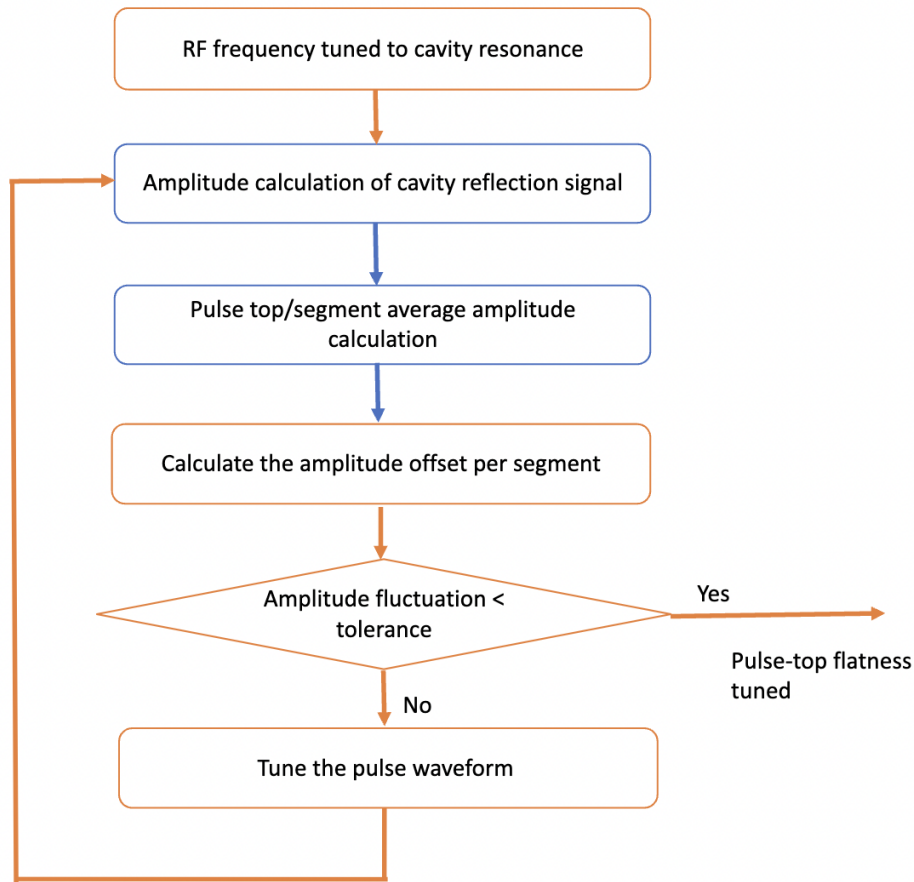 RF frequency tuned to cavity resonance
Amplitude calculation of cavity reflection signal
Pulse top/segment average amplitude
calculation
Calculate the amplitude offset per segment
Amplitude fluctuation <
tolerance
Yes
Pulse-top flatness
tuned
No
Tune the pulse waveform